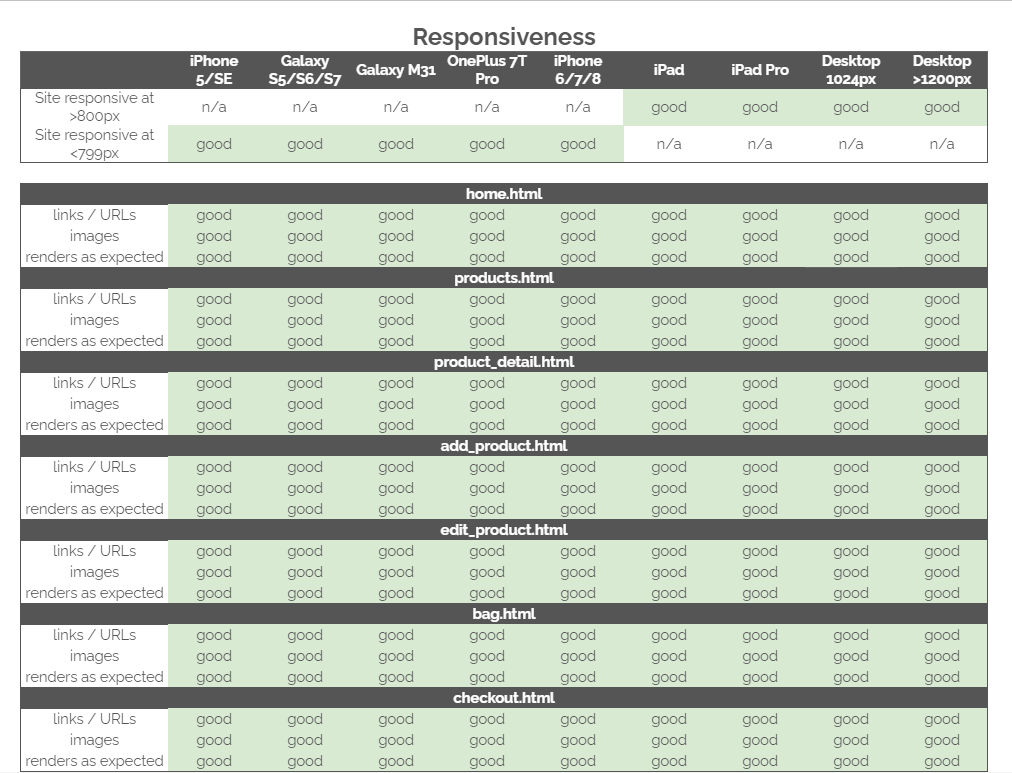 Responsiveness
iPhone 5/SE Galaxy S5/S6/S7 Galaxy M31 OnePlus 7T Pro iPhone 6/7/8 iPad iPad Pro Desktop 1024px Desktop >1200px
Site responsive at >800px n/a n/a n/a n/a n/a good good good good
Site responsive at <799px good good good good good n/a n/a n/a n/a
home.html
links / URLs good good good good good good good good good
images good good good good good good good good good
renders as expected good good good good good good good good good
products.html
links / URLs good good good good good good good good good
images good good good good good good good good good
renders as expected good good good good good good good good good
product_detail.html
links / URLs good good good good good good good good good
images good good good good good good good good good
renders as expected good good good good good good good good good
add_product.html
links / URLs good good good good good good good good good
images good good good good good good good good good
renders as expected good good good good good good good good good
edit_product.html
links / URLs good good good good good good good good good
images good good good good good good good good good
renders as expected good good good good good good good good good
bag.html
links / URLs good good good good good good good good good
images good good good good good good good good good
renders as expected good good good good good good good good good
checkout.html
links / URLs good good good good good good good good good
images good good good good good good good good good
renders as expected good good good good good good good good good